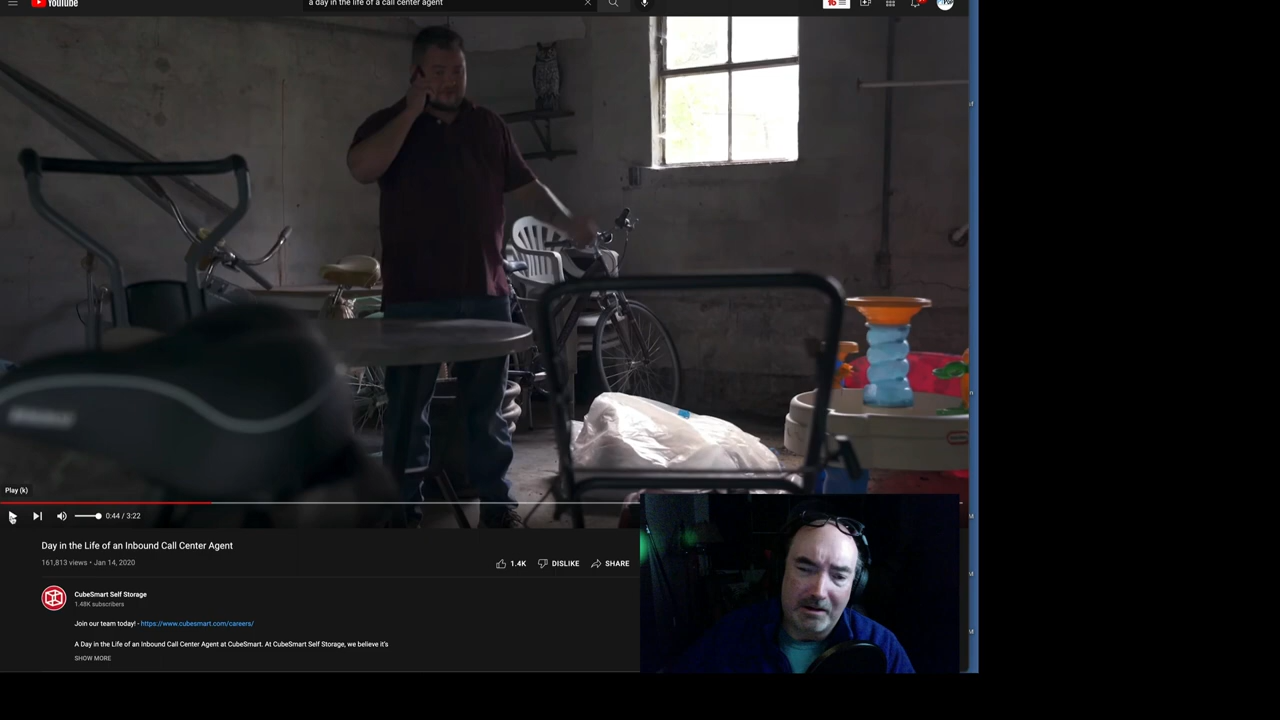 YouTube
a day in the life of a call center agent
Play (k)
0:44 / 3:22
Day in the Life of an Inbound Call Center Agent
161,813 views • Jan 14, 2020
1.4K
DISLIKE
SHARE
CubeSmart Self Storage
1.48K subscribers
Join our team today! - https://www.cubesmart.com/careers/
A Day in the Life of an Inbound Call Center Agent at CubeSmart. At CubeSmart Self Storage, we believe it's
SHOW MORE